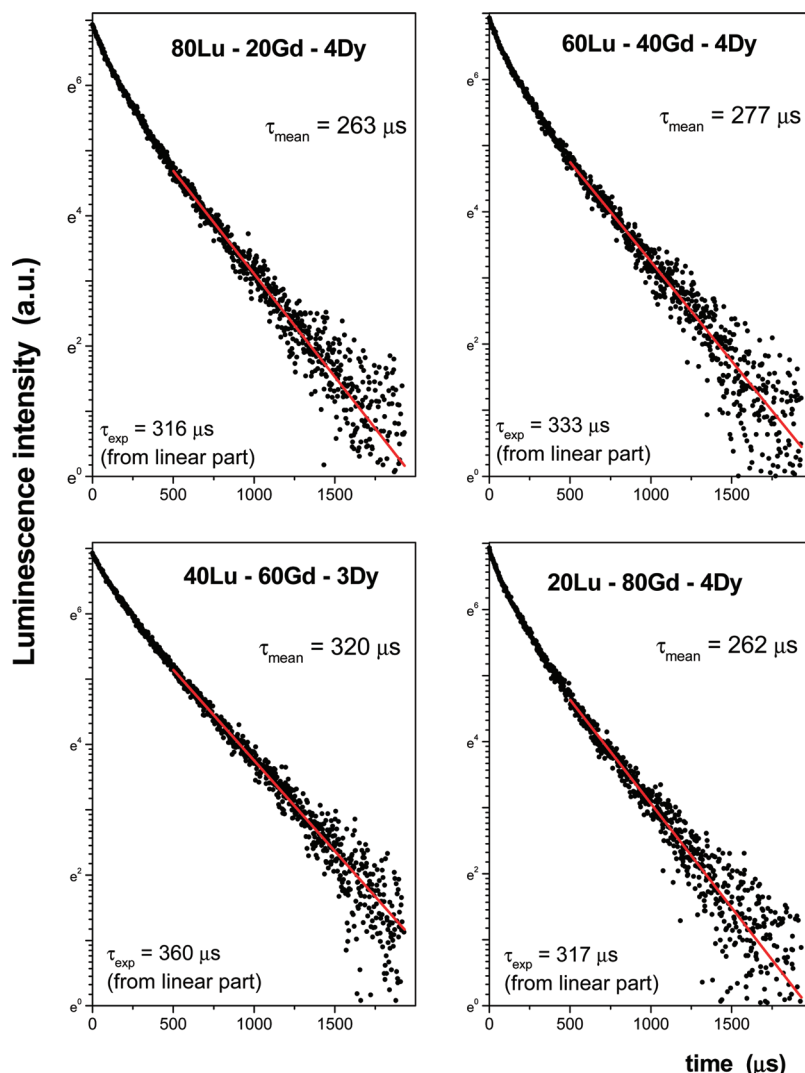 Luminescence intensity (a.u.)
80Lu - 20Gd - 4Dy
τmean = 263 μs
τexp = 316 μs
(from linear part)
e⁶
e⁴
e²
e⁰
0 500 1000 1500
60Lu - 40Gd - 4Dy
τmean = 277 μs
τexp = 333 μs
(from linear part)
e⁶
e⁴
e²
e⁰
0 500 1000 1500
40Lu - 60Gd - 3Dy
τmean = 320 μs
τexp = 360 μs
(from linear part)
e⁶
e⁴
e²
e⁰
0 500 1000 1500
20Lu - 80Gd - 4Dy
τmean = 262 μs
τexp = 317 μs
(from linear part)
e⁶
e⁴
e²
e⁰
0 500 1000 1500
time (μs)